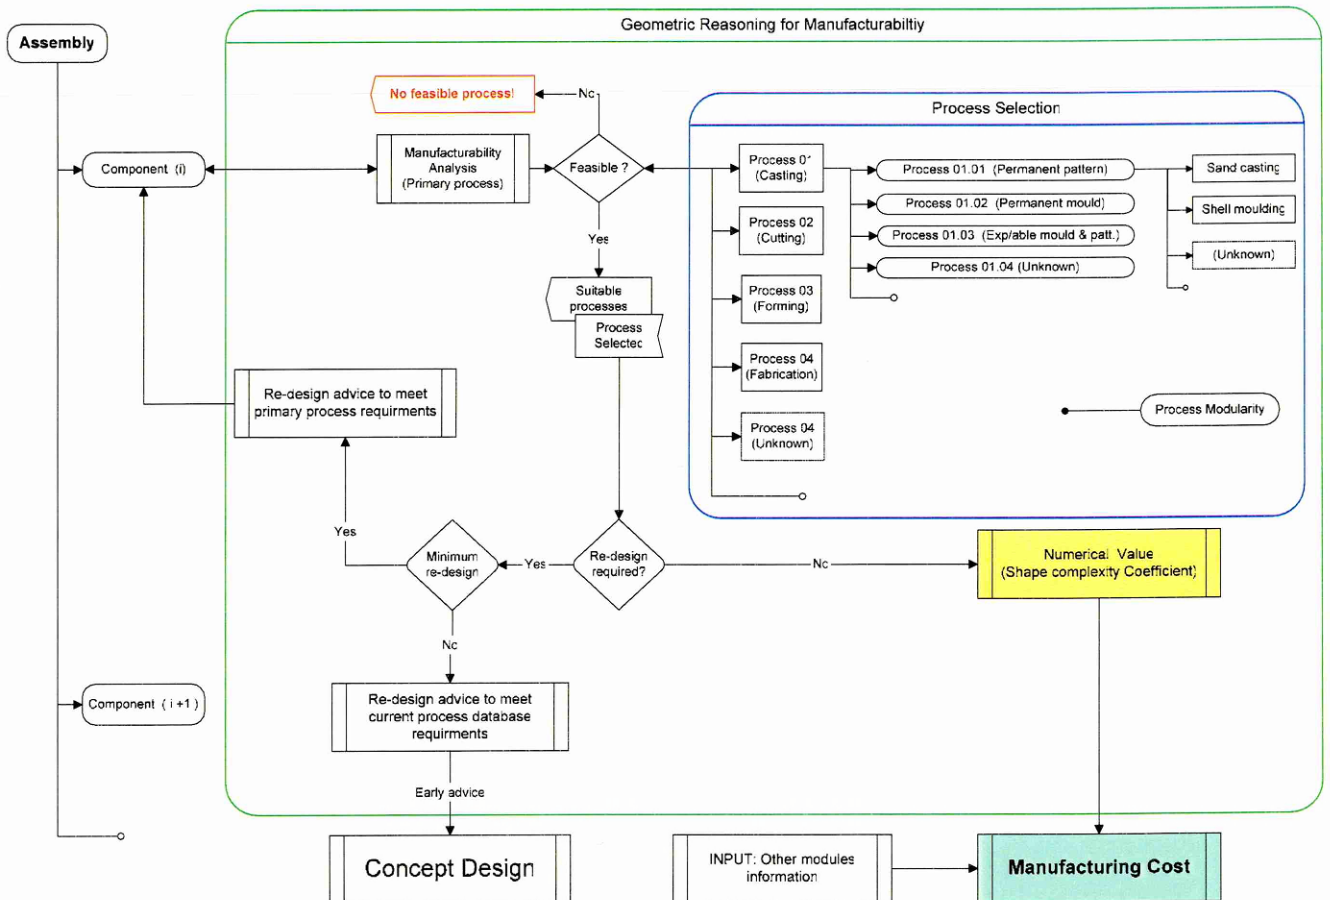 Geometric Reasoning for Manufacturabiltiy
Assembly
No feasible process!
No
Process Selection
Component (i)
Manufacturability
Analysis
(Primary process)
Feasible ?
Process 01
(Casting)
Process 01.01 (Permanent pattern)
Sand casting
Process 01.02 (Permanent mould)
Shell moulding
Process 02
(Cutting)
Process 01.03 (Exp/able mould & patt.)
(Unknown)
Process 01.04 (Unknown)
Yes
Suitable
processes
Process
Selected
Process 03
(Forming)
Process 04
(Fabrication)
Re-design advice to meet
primary process requirments
Process Modularity
Process 04
(Unknown)
Yes
Minimum
re-design
Yes
Re-design
required?
No
Numerical Value
(Shape complexity Coefficient)
No
Component ( i +1 )
Re-design advice to meet
current process database
requirments
Early advice
Concept Design
INPUT: Other modules
information
Manufacturing Cost